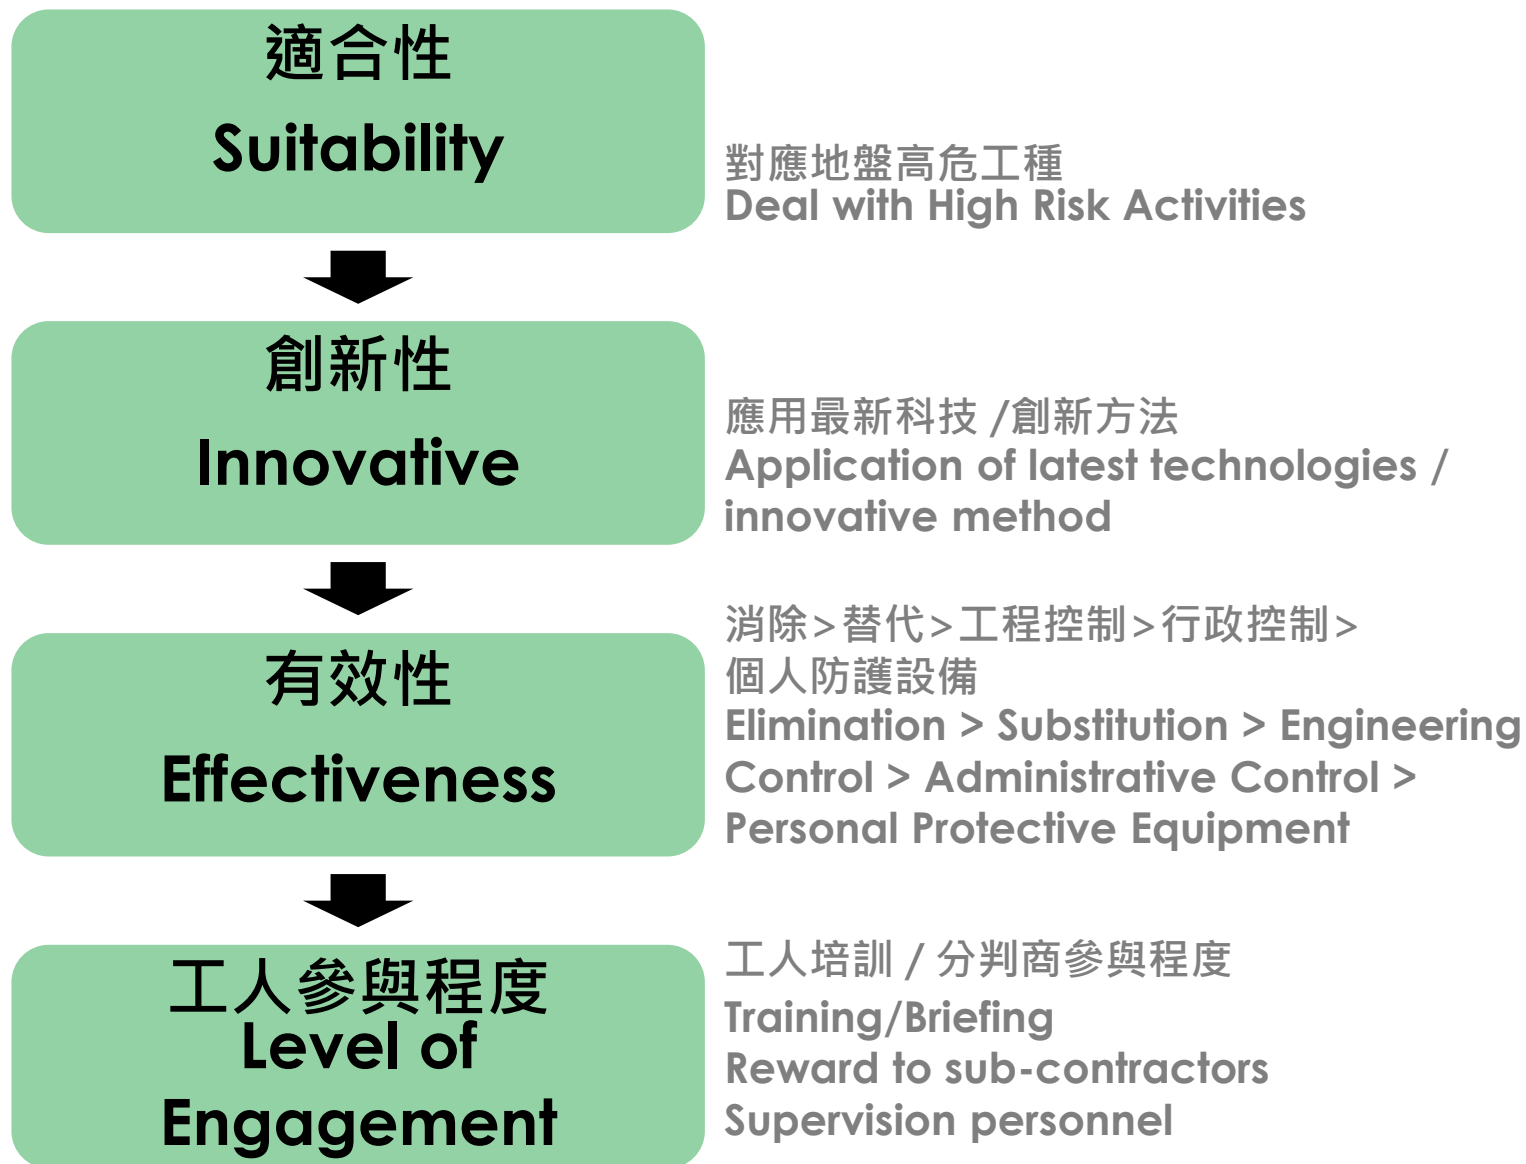 適合性
Suitability
對應地盤高危工種
Deal with High Risk Activities
創新性
Innovative
應用最新科技 /創新方法
Application of latest technologies /
innovative method
有效性
Effectiveness
消除>替代>工程控制>行政控制>
個人防護設備
Elimination > Substitution > Engineering
Control > Administrative Control >
Personal Protective Equipment
工人參與程度
Level of
Engagement
工人培訓 / 分判商參與程度
Training/Briefing
Reward to sub-contractors
Supervision personnel